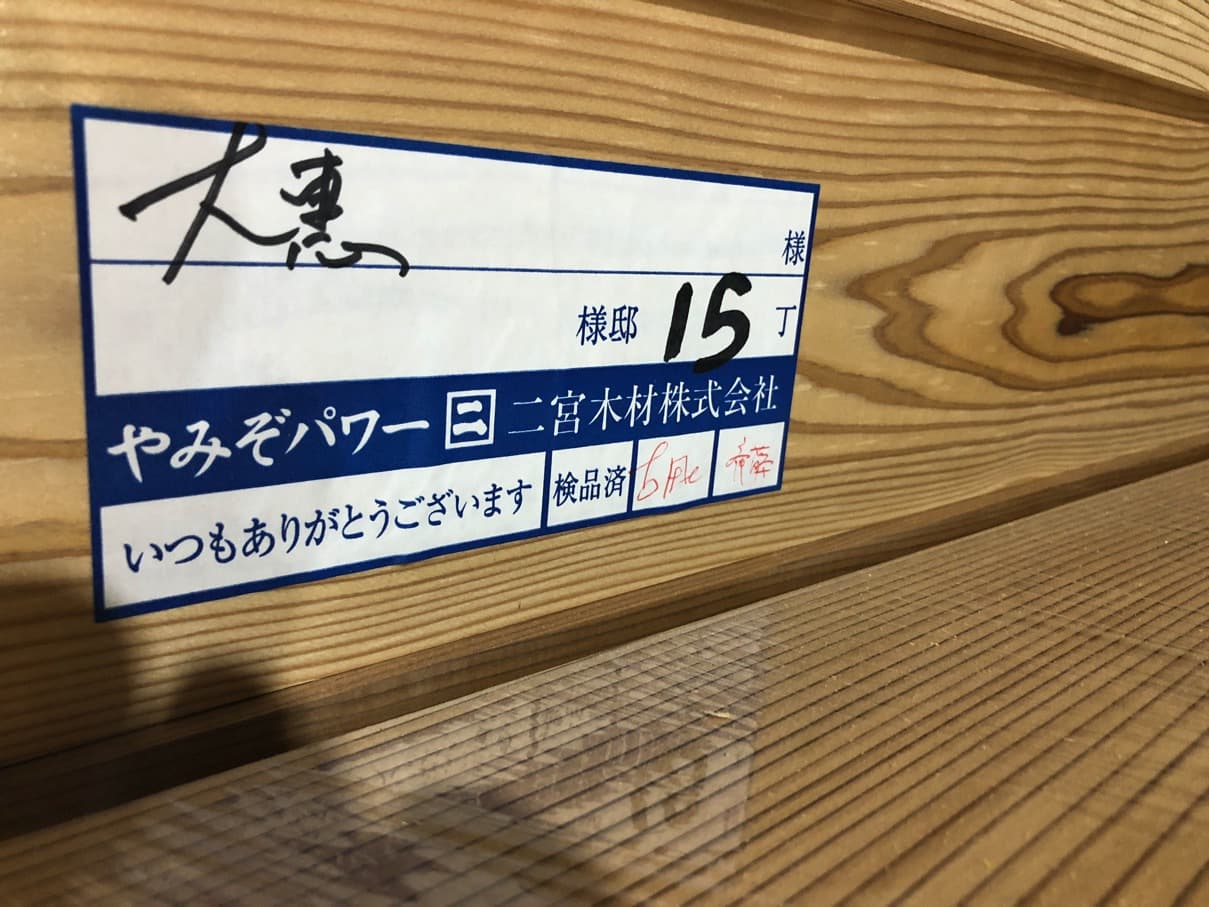 大恵 様
様邸 15 丁
やみぞパワー 二 二宮木材株式会社
いつもありがとうございます 検品済